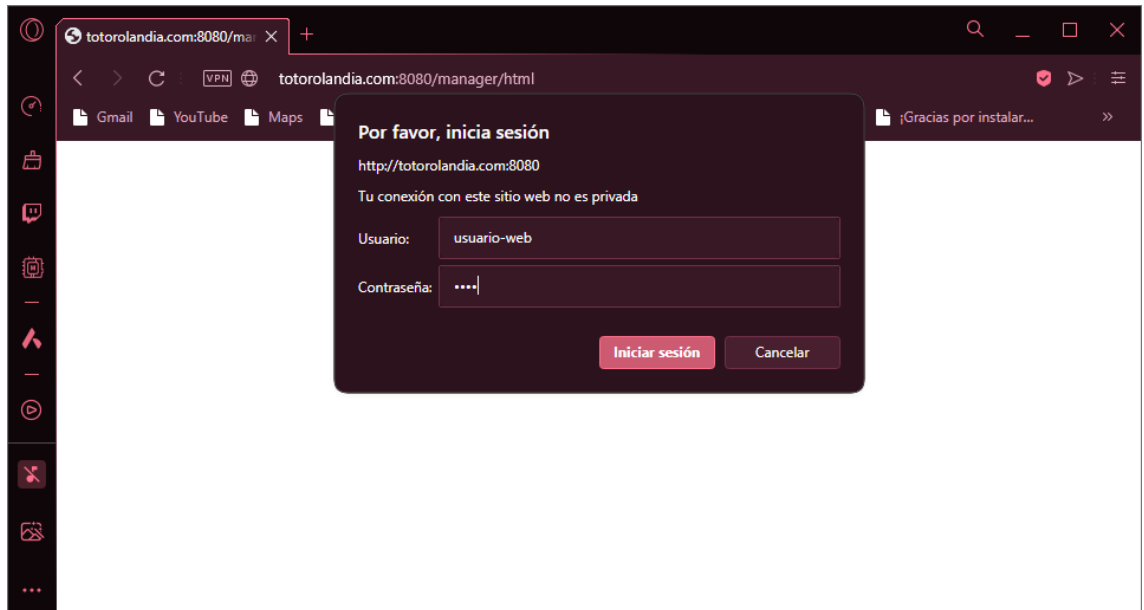 totorolandia.com:8080/mar
VPN
totorolandia.com:8080/manager/html
Gmail
YouTube
Maps
¡Gracias por instalar...
Por favor, inicia sesión
http://totorolandia.com:8080
Tu conexión con este sitio web no es privada
Usuario: usuario-web
Contraseña: ••••
Iniciar sesión Cancelar